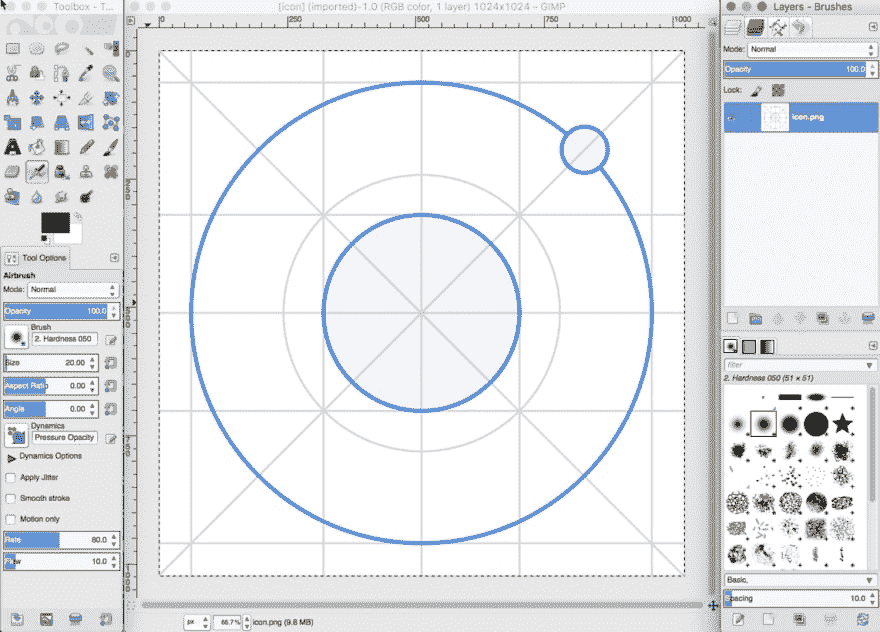 Toolbox - T...
[icon] (imported)-1.0 (RGB color, 1 layer) 1024x1024 – GIMP
Layers - Brushes
0
250
500
750
1000
Mode: Normal
Opacity 100.0
Lock:
icon.png
Tool Options
Airbrush
Mode: Normal
Opacity 100.0
Brush
2. Hardness 050
Size 20.00
Aspect Ratio 0.00
Angle 0.00
Dynamics
Pressure Opacity
Dynamics Options
Apply Jitter
Smooth stroke
Motion only
Rate 80.0
Flow 10.0
filter
2. Hardness 050 (51 × 51)
Basic,
Spacing 10.0
px 66.7% icon.png (9.8 MB)